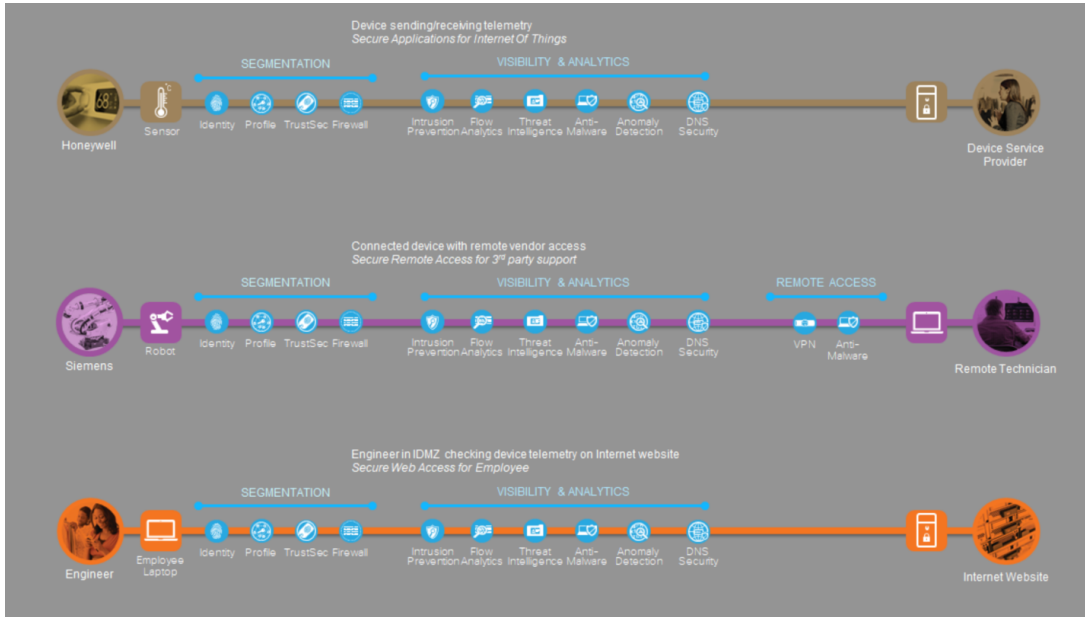 Device sending/receiving telemetry
Secure Applications for Internet Of Things
SEGMENTATION
VISIBILITY & ANALYTICS
68
°C
Honeywell
Sensor
Identity
Profile
TrustSec
Firewall
Intrusion
Prevention
Flow
Analytics
Threat
Intelligence
Anti-
Malware
Anomaly
Detection
DNS
Security
Device Service
Provider
Connected device with remote vendor access
Secure Remote Access for 3rd party support
SEGMENTATION
VISIBILITY & ANALYTICS
REMOTE ACCESS
Siemens
Robot
Identity
Profile
TrustSec
Firewall
Intrusion
Prevention
Flow
Analytics
Threat
Intelligence
Anti-
Malware
Anomaly
Detection
DNS
Security
VPN
Anti-
Malware
Remote Technician
Engineer in IDMZ checking device telemetry on Internet website
Secure Web Access for Employee
SEGMENTATION
VISIBILITY & ANALYTICS
Engineer
Employee
Laptop
Identity
Profile
TrustSec
Firewall
Intrusion
Prevention
Flow
Analytics
Threat
Intelligence
Anti-
Malware
Anomaly
Detection
DNS
Security
Internet Website